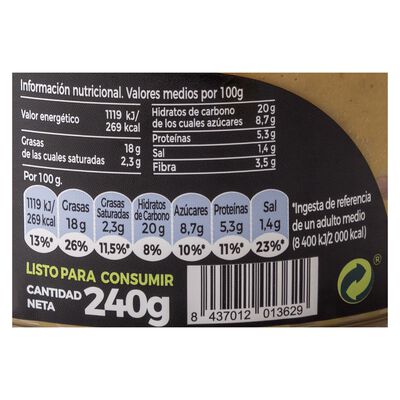 Información nutricional. Valores medios por 100g
Valor energético 1119 kJ/
269 kcal
Grasas 18 g
de las cuales saturadas 2,3 g
Hidratos de carbono 20 g
de los cuales azúcares 8,7 g
Proteínas 5,3 g
Sal 1,4 g
Fibra 3,5 g
Por 100 g.
1119 kJ/
269 kcal
13%*
Grasas
18 g
26%
Grasas
Saturadas
2,3g
11,5%*
Hidratos
de Carbono
20 g
8%
Azúcares
8,7g
10%*
Proteínas
5,3g
11%*
Sal
1,4g
23%*
*Ingesta de referencia
de un adulto medio
(8 400 kJ/2 000 kcal)
LISTO PARA CONSUMIR
CANTIDAD
NETA 240g
8 437012 013629
®